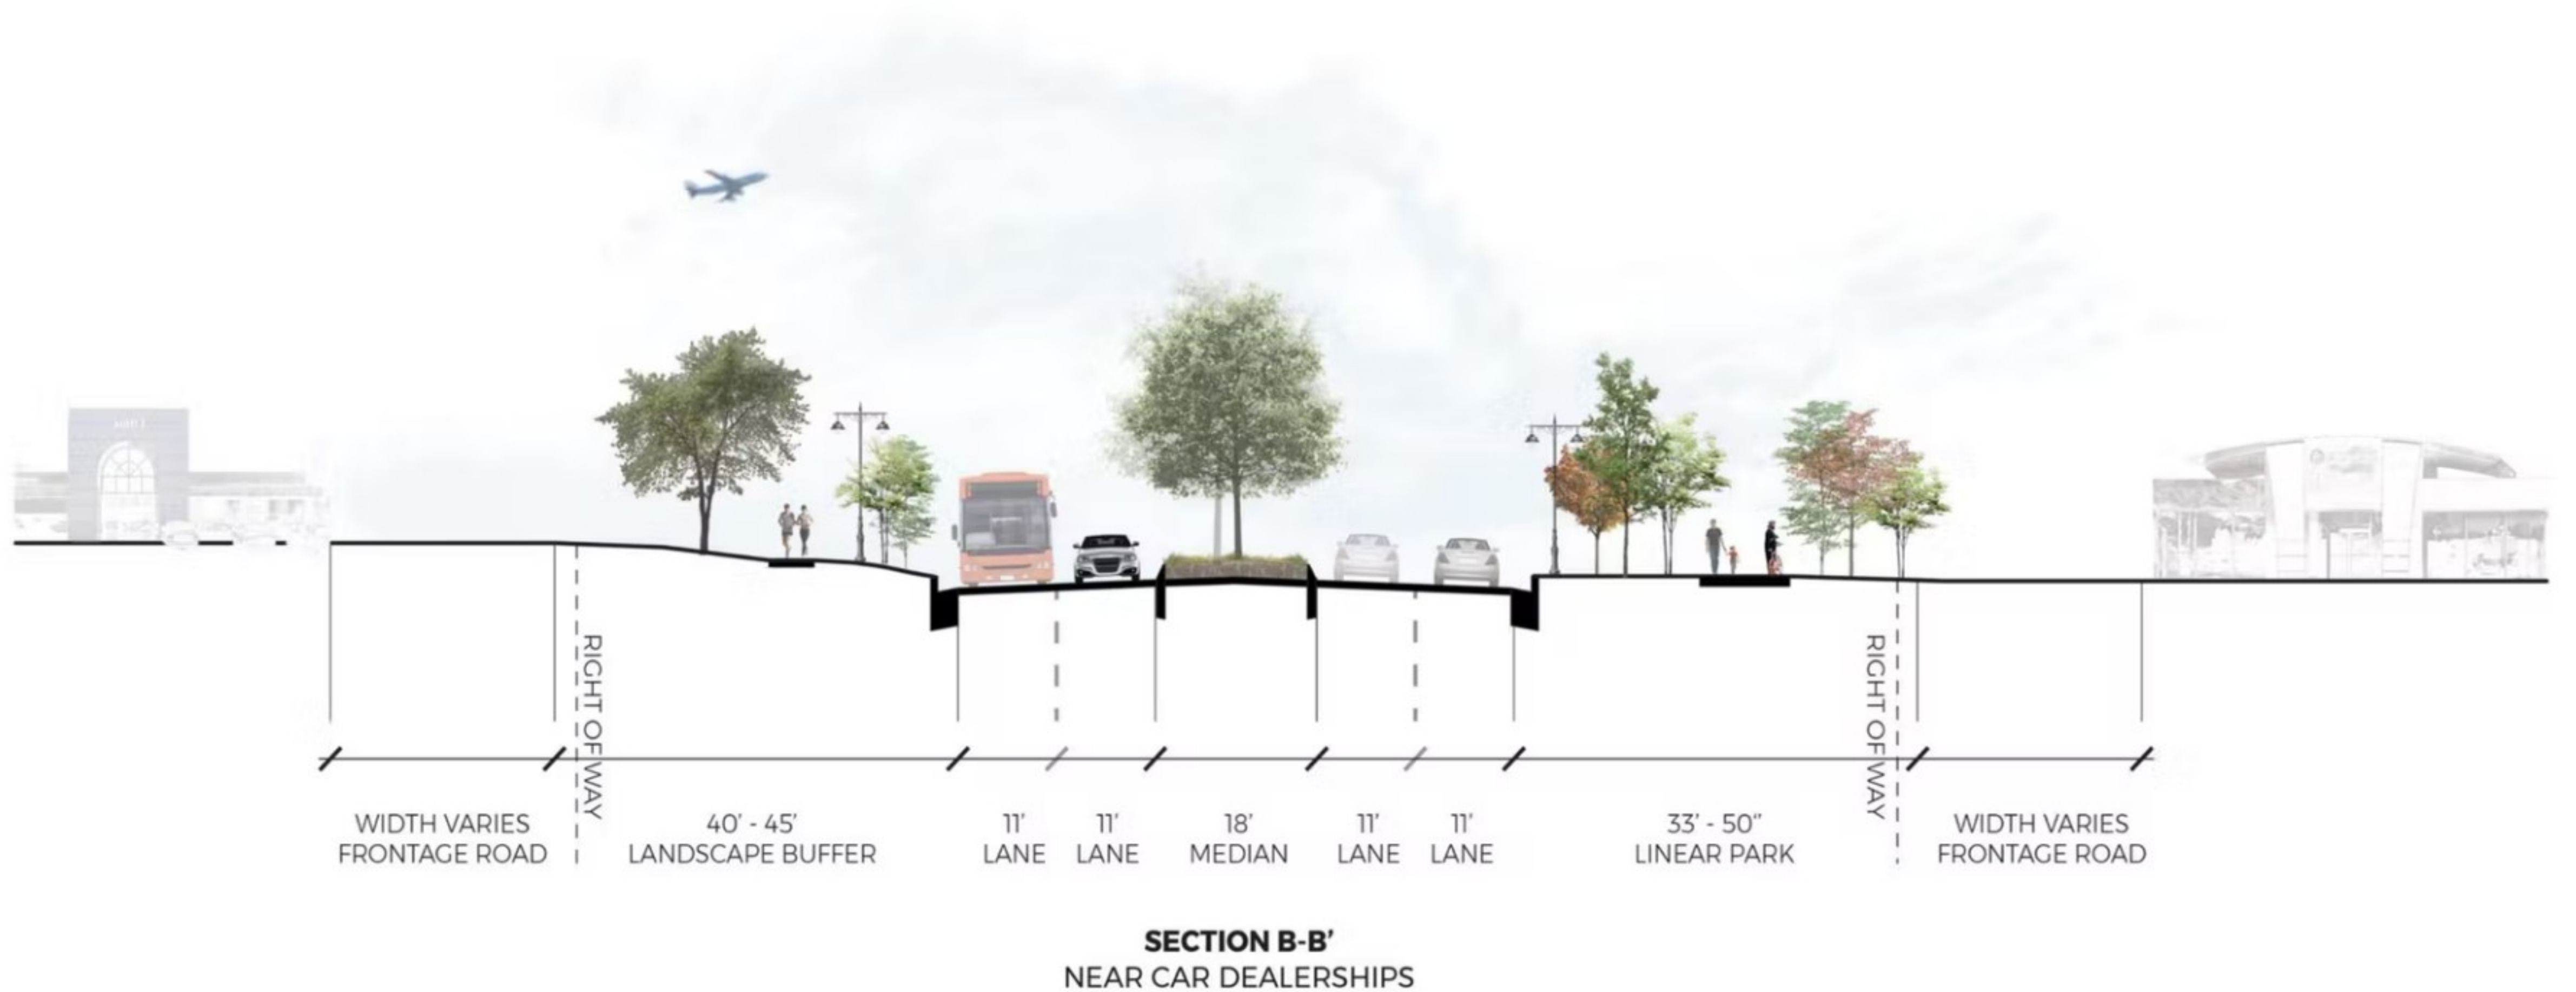 RIGHT OF WAY
RIGHT OF WAY
WIDTH VARIES
FRONTAGE ROAD
40' - 45'
LANDSCAPE BUFFER
11'
LANE
11'
LANE
18'
MEDIAN
11'
LANE
11'
LANE
33' - 50"
LINEAR PARK
WIDTH VARIES
FRONTAGE ROAD
SECTION B-B'
NEAR CAR DEALERSHIPS